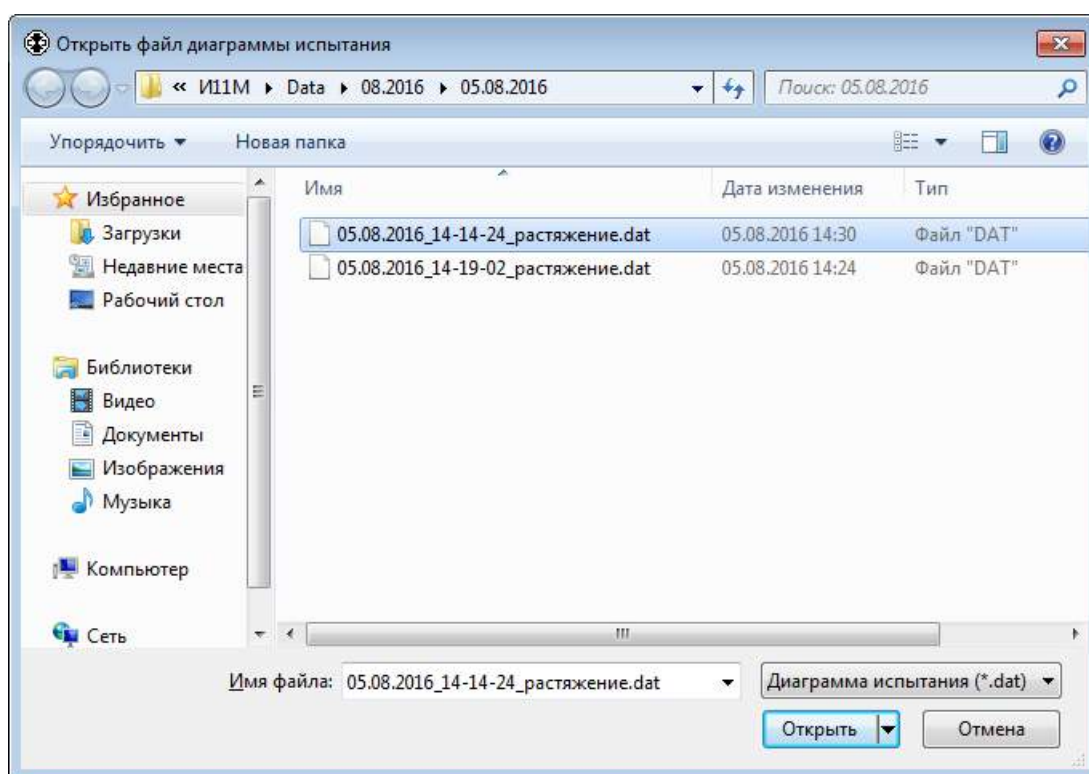 Открыть файл диаграммы испытания
« И11М Data 08.2016 05.08.2016 Поиск: 05.08.2016
Упорядочить Новая папка
Имя Дата изменения Тип
Избранное
Загрузки
Недавние места
Рабочий стол
Библиотеки
Видео
Документы
Изображения
Музыка
Компьютер
Сеть
05.08.2016_14-14-24_растяжение.dat 05.08.2016 14:30 Файл "DAT"
05.08.2016_14-19-02_растяжение.dat 05.08.2016 14:24 Файл "DAT"
Имя файла: 05.08.2016_14-14-24_растяжение.dat Диаграмма испытания (*.dat)
Открыть Отмена